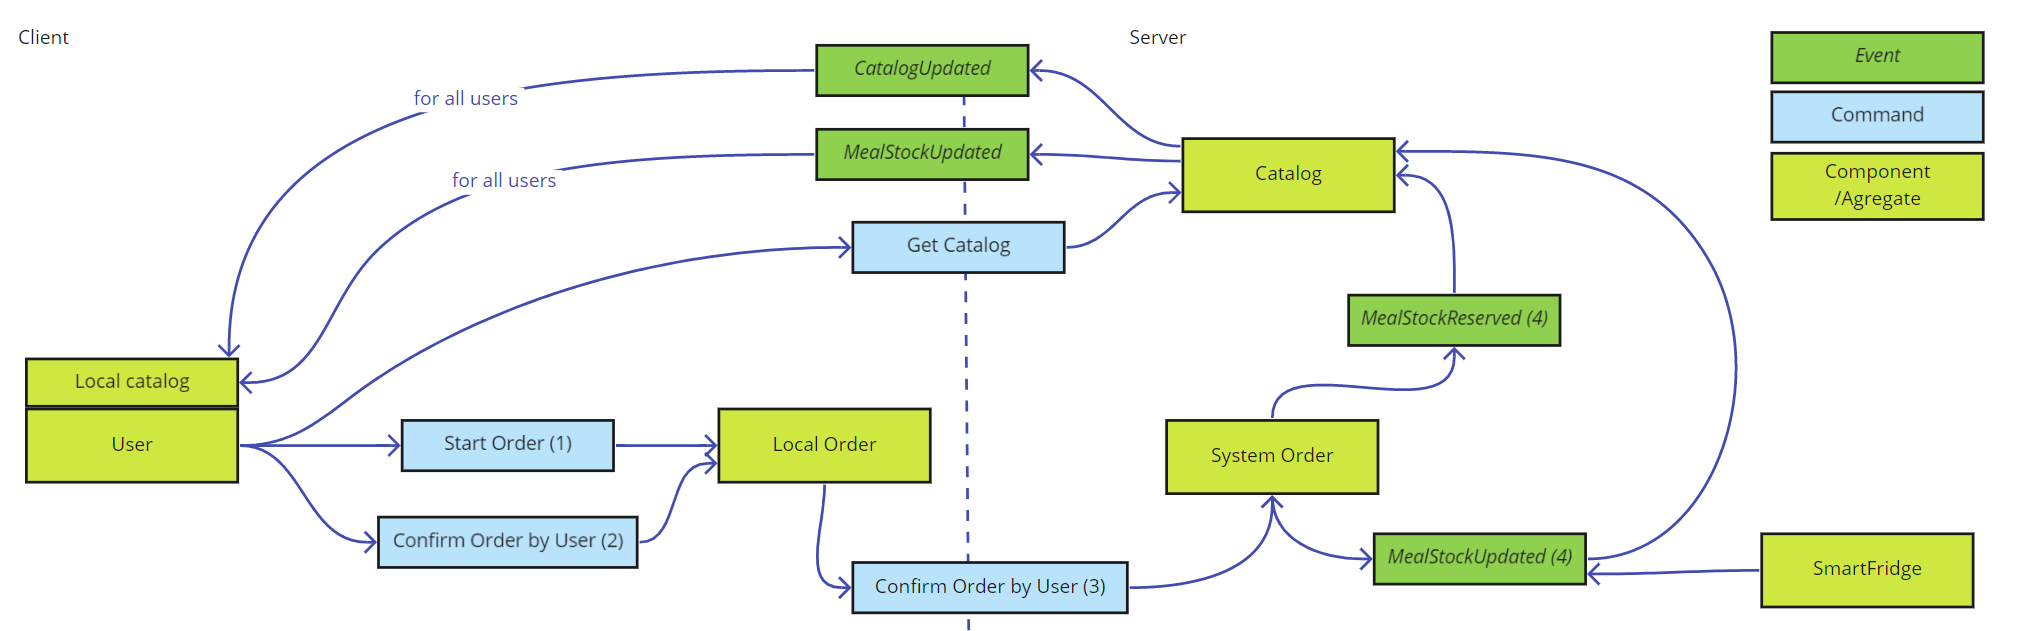 Client
Server
CatalogUpdated
Event
for all users
Command
MealStockUpdated
for all users
Catalog
Component
/Agregate
Get Catalog
MealStockReserved (4)
Local catalog
User
Start Order (1)
Local Order
System Order
Confirm Order by User (2)
MealStockUpdated (4)
SmartFridge
Confirm Order by User (3)